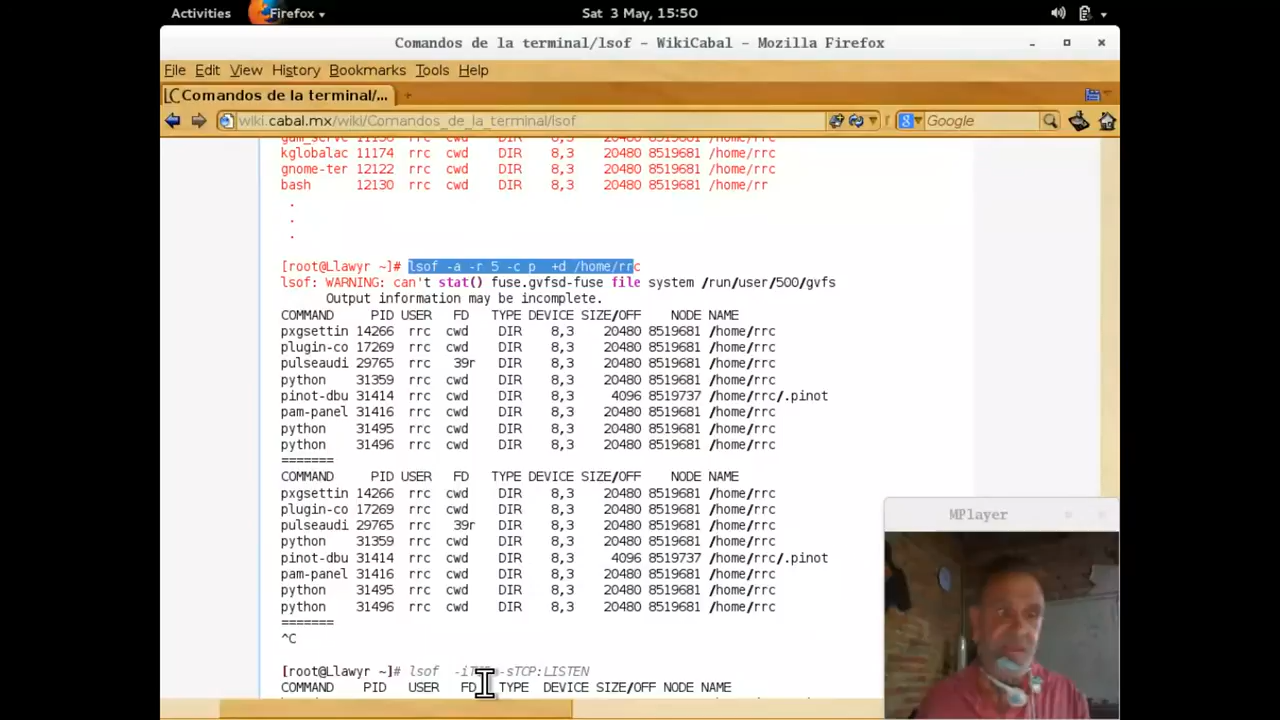 Activities Firefox Sat 3 May, 15:50
Comandos de la terminal/lsof - WikiCabal - Mozilla Firefox
File Edit View History Bookmarks Tools Help
Comandos de la terminal/...
wiki.cabal.mx/wiki/Comandos_de_la_terminal/lsof Google
11150 rrc cwd DIR 8,3 20480 8519681 /home/rrc
kglobalac 11174 rrc cwd DIR 8,3 20480 8519681 /home/rrc
gnome-ter 12122 rrc cwd DIR 8,3 20480 8519681 /home/rrc
bash 12130 rrc cwd DIR 8,3 20480 8519681 /home/rr
.
.
.
[root@Llawyr ~]# lsof -a -r 5 -c p +d /home/rrc
lsof: WARNING: can't stat() fuse.gvfsd-fuse file system /run/user/500/gvfs
Output information may be incomplete.
COMMAND PID USER FD TYPE DEVICE SIZE/OFF NODE NAME
pxgsettin 14266 rrc cwd DIR 8,3 20480 8519681 /home/rrc
plugin-co 17269 rrc cwd DIR 8,3 20480 8519681 /home/rrc
pulseaudi 29765 rrc 39r DIR 8,3 20480 8519681 /home/rrc
python 31359 rrc cwd DIR 8,3 20480 8519681 /home/rrc
pinot-dbu 31414 rrc cwd DIR 8,3 4096 8519737 /home/rrc/.pinot
pam-panel 31416 rrc cwd DIR 8,3 20480 8519681 /home/rrc
python 31495 rrc cwd DIR 8,3 20480 8519681 /home/rrc
python 31496 rrc cwd DIR 8,3 20480 8519681 /home/rrc
=======
COMMAND PID USER FD TYPE DEVICE SIZE/OFF NODE NAME
pxgsettin 14266 rrc cwd DIR 8,3 20480 8519681 /home/rrc
plugin-co 17269 rrc cwd DIR 8,3 20480 8519681 /home/rrc
pulseaudi 29765 rrc 39r DIR 8,3 20480 8519681 /home/rrc
python 31359 rrc cwd DIR 8,3 20480 8519681 /home/rrc
pinot-dbu 31414 rrc cwd DIR 8,3 4096 8519737 /home/rrc/.pinot
pam-panel 31416 rrc cwd DIR 8,3 20480 8519681 /home/rrc
python 31495 rrc cwd DIR 8,3 20480 8519681 /home/rrc
python 31496 rrc cwd DIR 8,3 20480 8519681 /home/rrc
=======
^C
[root@Llawyr ~]# lsof -sTCP:LISTEN
COMMAND PID USER FD TYPE DEVICE SIZE/OFF NODE NAME
MPlayer